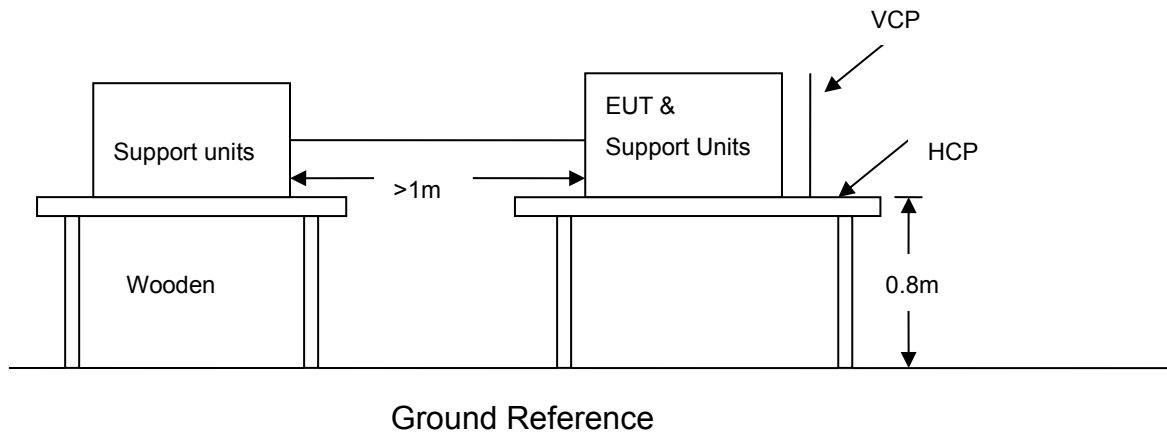 VCP
EUT &
Support Units
Support units
HCP
>1m
Wooden
0.8m
Ground Reference